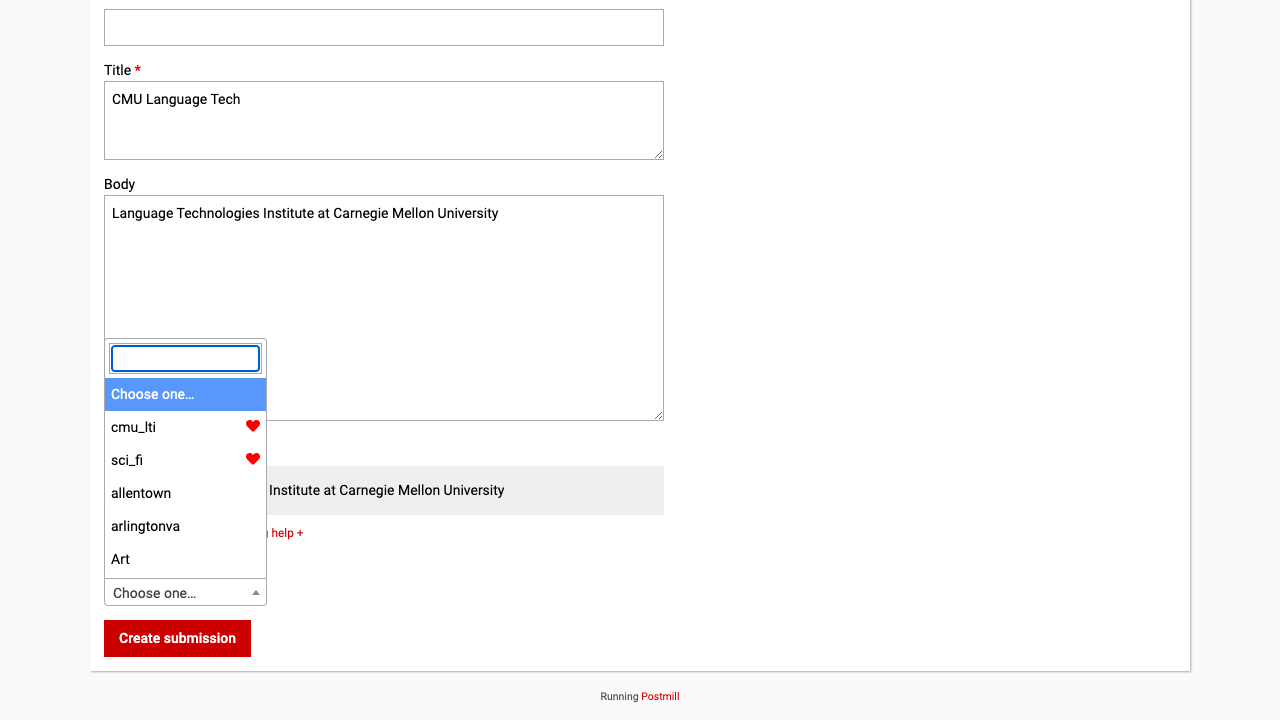 Title *
CMU Language Tech
Body
Language Technologies Institute at Carnegie Mellon University
Choose one…
cmu_lti
sci_fi
allentown
Institute at Carnegie Mellon University
arlingtonva
help +
Art
Choose one…
Create submission
Running Postmill